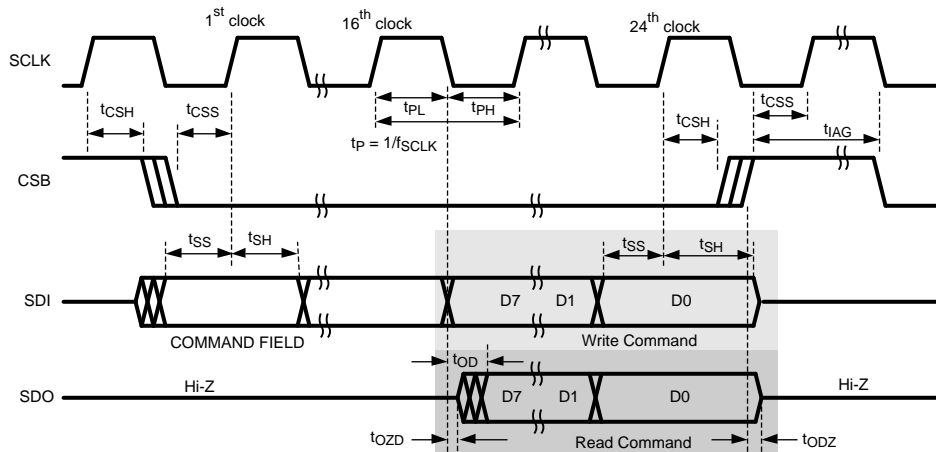 1st clock
16th clock
24th clock
SCLK
tCSH
tCSS
tPL
tPH
tP = 1/fSCLK
tCSH
tCSS
tIAG
CSB
tSS
tSH
tSS
tSH
SDI
D7
D1
D0
COMMAND FIELD
Write Command
tOD
SDO
Hi-Z
D7
D1
D0
Hi-Z
tOZD
Read Command
tODZ